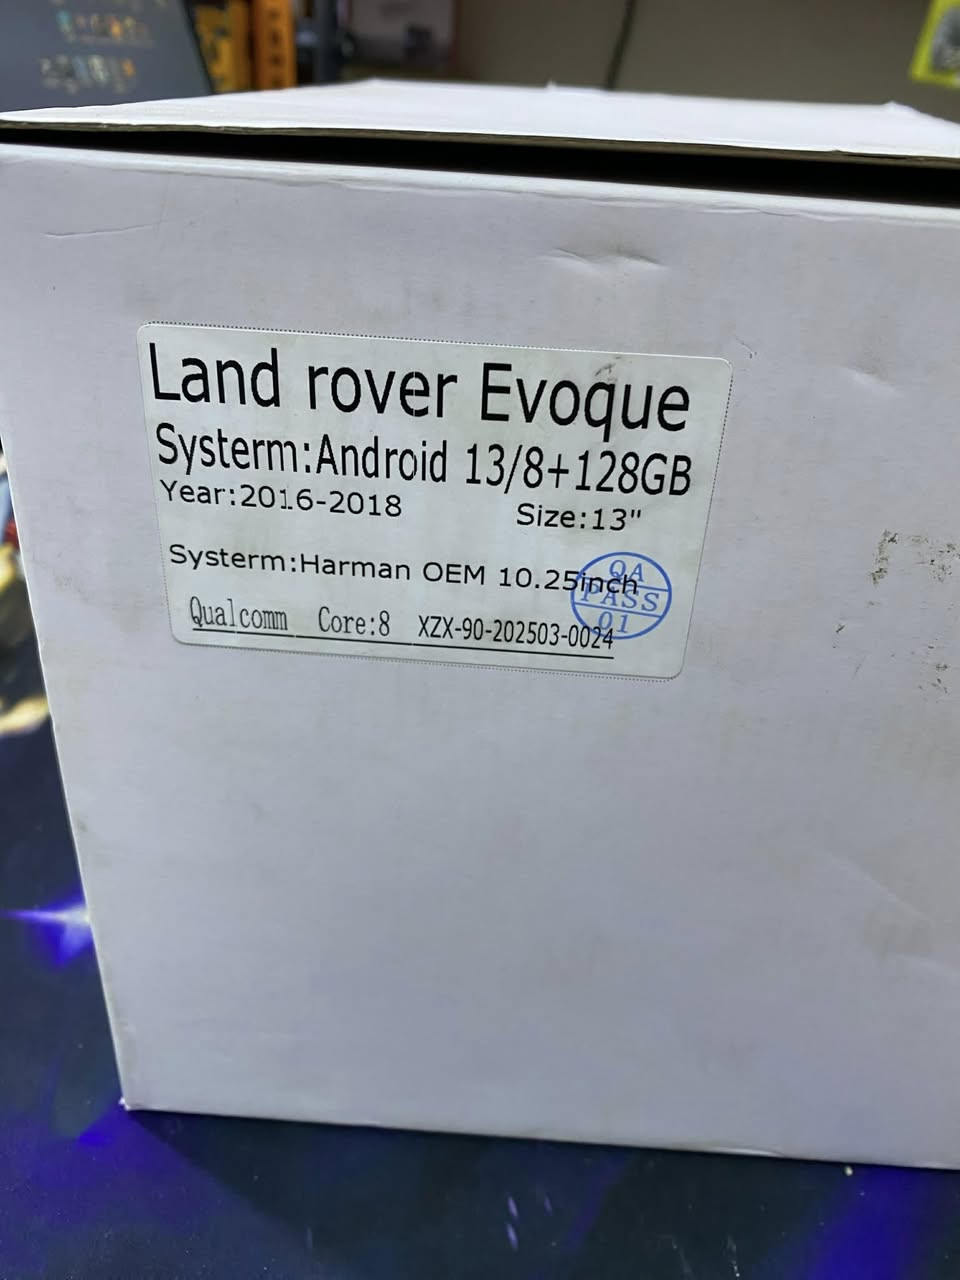 Land rover Evoque
Systerm:Android 13/8+128GB
Year:2016-2018 Size:13"
Systerm:Harman OEM 10.25inch
QA
PASS
01
Qualcomm Core:8 XZX-90-202503-0024